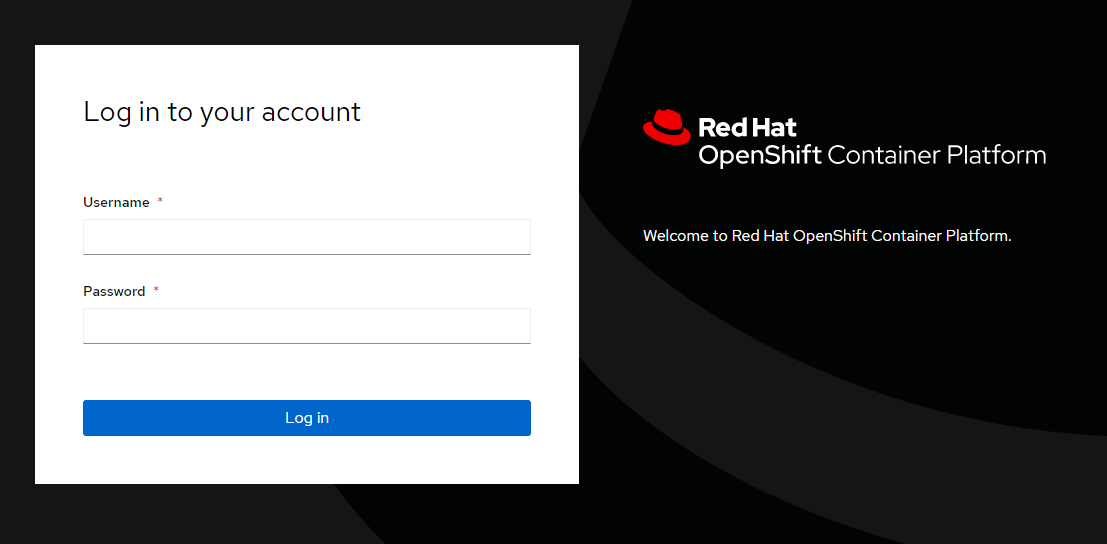 Log in to your account
Username *
Password *
Log in
Red Hat
OpenShift Container Platform
Welcome to Red Hat OpenShift Container Platform.